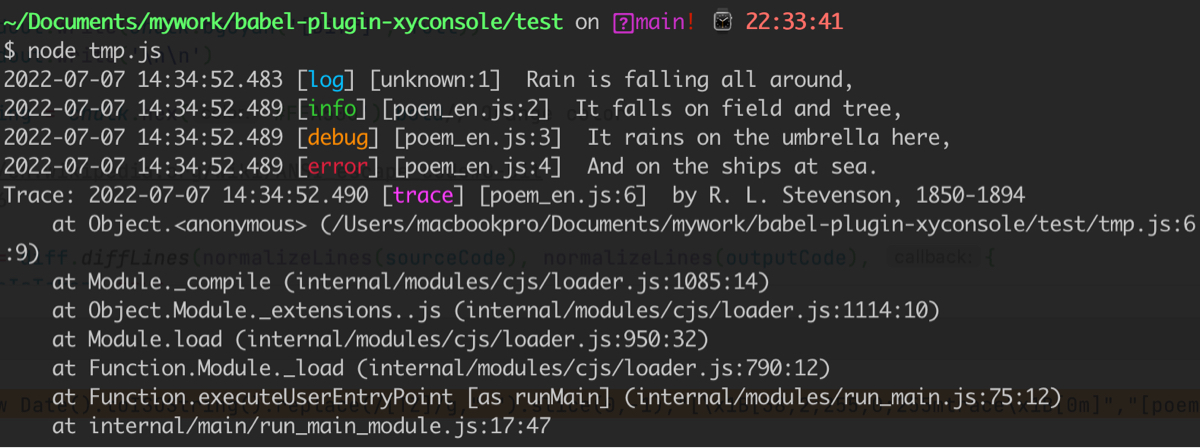 ~/Documents/mywork/babel-plugin-xyconsole/test on main! 22:33:41
$ node tmp.js
2022-07-07 14:34:52.483 [log] [unknown:1]  Rain is falling all around,
2022-07-07 14:34:52.489 [info] [poem_en.js:2]  It falls on field and tree,
2022-07-07 14:34:52.489 [debug] [poem_en.js:3]  It rains on the umbrella here,
2022-07-07 14:34:52.489 [error] [poem_en.js:4]  And on the ships at sea.
Trace: 2022-07-07 14:34:52.490 [trace] [poem_en.js:6]  by R. L. Stevenson, 1850-1894
    at Object.<anonymous> (/Users/macbookpro/Documents/mywork/babel-plugin-xyconsole/test/tmp.js:6
:9)
    at Module._compile (internal/modules/cjs/loader.js:1085:14)
    at Object.Module._extensions..js (internal/modules/cjs/loader.js:1114:10)
    at Module.load (internal/modules/cjs/loader.js:950:32)
    at Function.Module._load (internal/modules/cjs/loader.js:790:12)
    at Function.executeUserEntryPoint [as runMain] (internal/modules/run_main.js:75:12)
    at internal/main/run_main_module.js:17:47